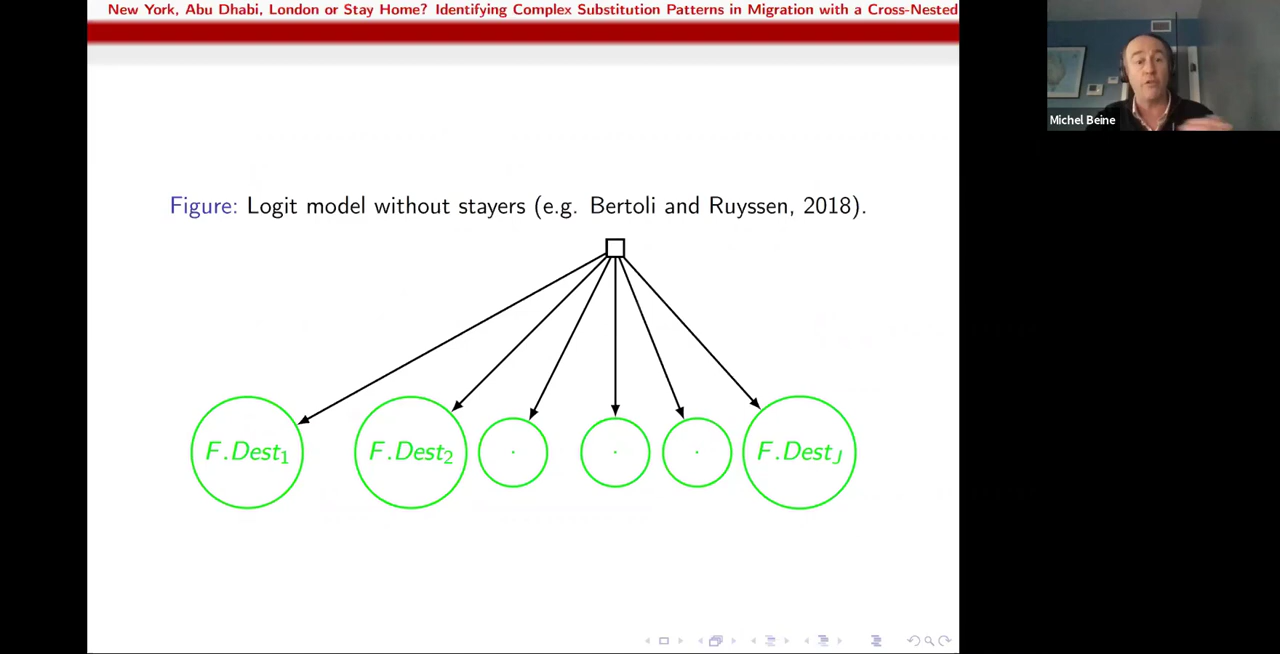 New York, Abu Dhabi, London or Stay Home? Identifying Complex Substitution Patterns in Migration with a Cross-Nested
Michel Beine
Figure: Logit model without stayers (e.g. Bertoli and Ruyssen, 2018).
F.Dest₁ F.Dest₂ · · · F.Dest_J